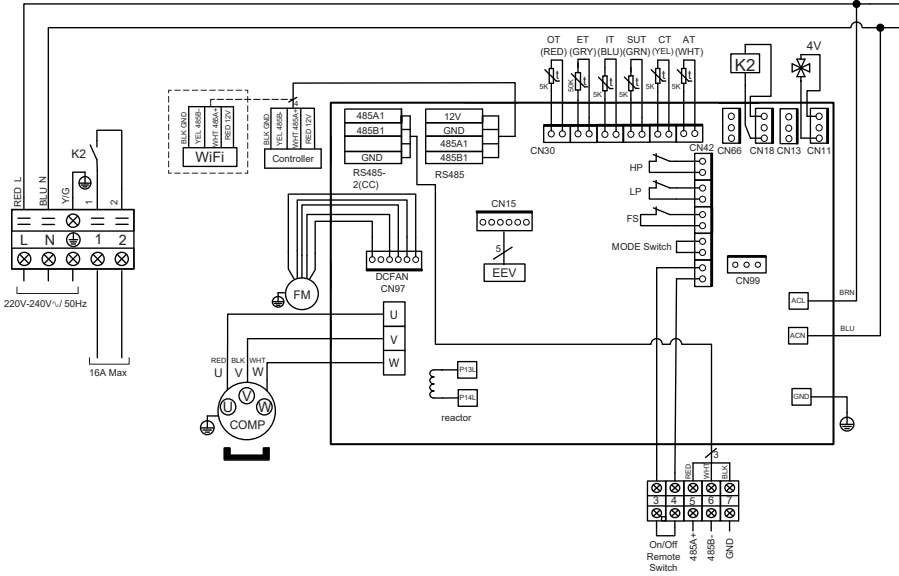 OT ET IT SUT CT AT
(RED) (GRY) (BLU) (GRN) (YEL) (WHT)
5K 50K 5K 5K 5K 5K
K2
4V
CN30
CN42
CN66
CN18
CN13
CN11
BLK GND
YEL 485B-
WHT 485A+
RED 12V
WiFi
4
BLK GND
YEL 485B-
WHT 485A+
RED 12V
Controller
485A1
485B1
GND
RS485-
2(CC)
12V
GND
485A1
485B1
RS485
K2
RED L
BLU N
Y/G
1
2
L N 1 2
220V-240V∿/ 50Hz
16A Max
HP
LP
FS
MODE Switch
CN15
5
EEV
CN99
DCFAN
CN97
FM
U
V
W
RED BLK WHT
U V W
U V W
COMP
P13L
P14L
reactor
ACL
BRN
ACN
BLU
GND
3
RED
WHT
BLK
3 4 5 6 7
On/Off
Remote
Switch
485A+
485B-
GND